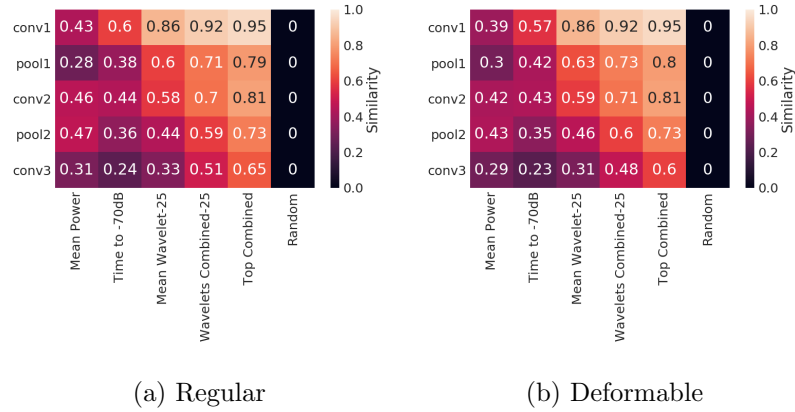 conv1 0.43 0.6 0.86 0.92 0.95 0
pool1 0.28 0.38 0.6 0.71 0.79 0
conv2 0.46 0.44 0.58 0.7 0.81 0
pool2 0.47 0.36 0.44 0.59 0.73 0
conv3 0.31 0.24 0.33 0.51 0.65 0
Mean Power
Time to -70dB
Mean Wavelet-25
Wavelets Combined-25
Top Combined
Random
1.0
0.8
0.6
0.4
0.2
0.0
Similarity
(a) Regular
conv1 0.39 0.57 0.86 0.92 0.95 0
pool1 0.3 0.42 0.63 0.73 0.8 0
conv2 0.42 0.43 0.59 0.71 0.81 0
pool2 0.43 0.35 0.46 0.6 0.73 0
conv3 0.29 0.23 0.31 0.48 0.6 0
Mean Power
Time to -70dB
Mean Wavelet-25
Wavelets Combined-25
Top Combined
Random
1.0
0.8
0.6
0.4
0.2
0.0
Similarity
(b) Deformable